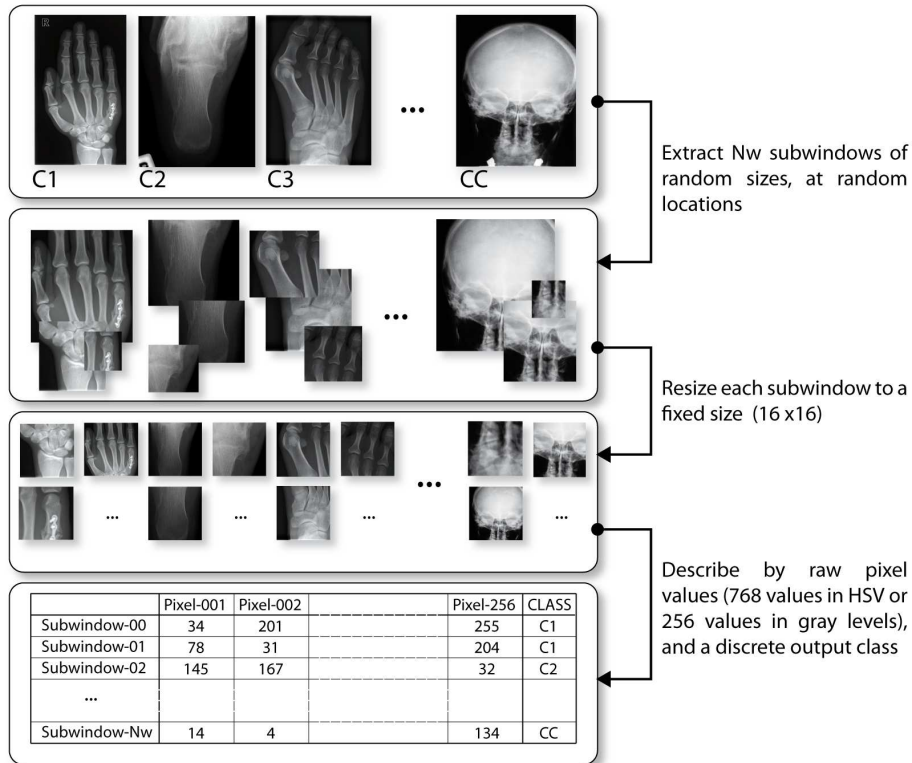 R
C1 C2 C3 ... CC
Extract Nw subwindows of
random sizes, at random
locations
...
Resize each subwindow to a
fixed size (16 x16)
... ... ... ... ...
Describe by raw pixel
values (768 values in HSV or
256 values in gray levels),
and a discrete output class
Pixel-001 Pixel-002 Pixel-256 CLASS
Subwindow-00 34 201 255 C1
Subwindow-01 78 31 204 C1
Subwindow-02 145 167 32 C2
...
Subwindow-Nw 14 4 134 CC